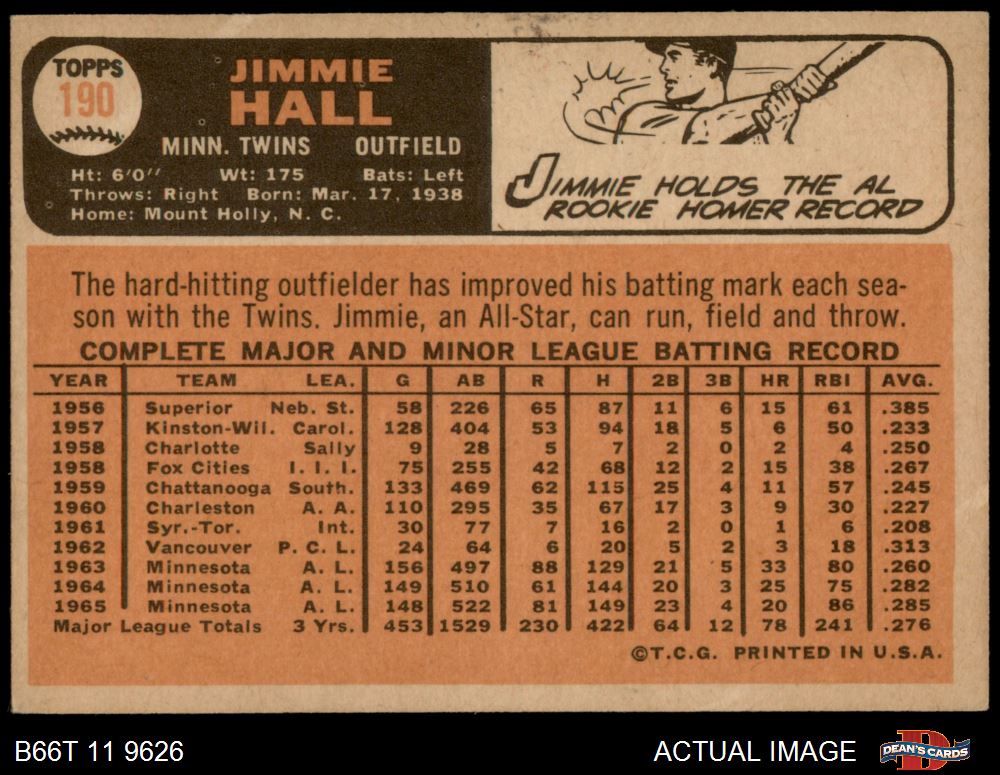 TOPPS
190
JIMMIE
HALL
MINN. TWINS OUTFIELD
Ht: 6'0" Wt: 175 Bats: Left
Throws: Right Born: Mar. 17, 1938
Home: Mount Holly, N. C.
JIMMIE HOLDS THE AL
ROOKIE HOMER RECORD
The hard-hitting outfielder has improved his batting mark each sea-
son with the Twins. Jimmie, an All-Star, can run, field and throw.
COMPLETE MAJOR AND MINOR LEAGUE BATTING RECORD
YEAR TEAM LEA. G AB R H 2B 3B HR RBI AVG.
1956 Superior Neb. St. 58 226 65 87 11 6 15 61 .385
1957 Kinston-Wil. Carol. 128 404 53 94 18 5 6 50 .233
1958 Charlotte Sally 9 28 5 7 2 0 2 4 .250
1958 Fox Cities I. I. I. 75 255 42 68 12 2 15 38 .267
1959 Chattanooga South. 133 469 62 115 25 4 11 57 .245
1960 Charleston A. A. 110 295 35 67 17 3 9 30 .227
1961 Syr.-Tor. Int. 30 77 7 16 2 0 1 6 .208
1962 Vancouver P. C. L. 24 64 6 20 5 2 3 18 .313
1963 Minnesota A. L. 156 497 88 129 21 5 33 80 .260
1964 Minnesota A. L. 149 510 61 144 20 3 25 75 .282
1965 Minnesota A. L. 148 522 81 149 23 4 20 86 .285
Major League Totals 3 Yrs. 453 1529 230 422 64 12 78 241 .276
©T.C.G. PRINTED IN U.S.A.
B66T 11 9626 ACTUAL IMAGE DEAN'S CARDS